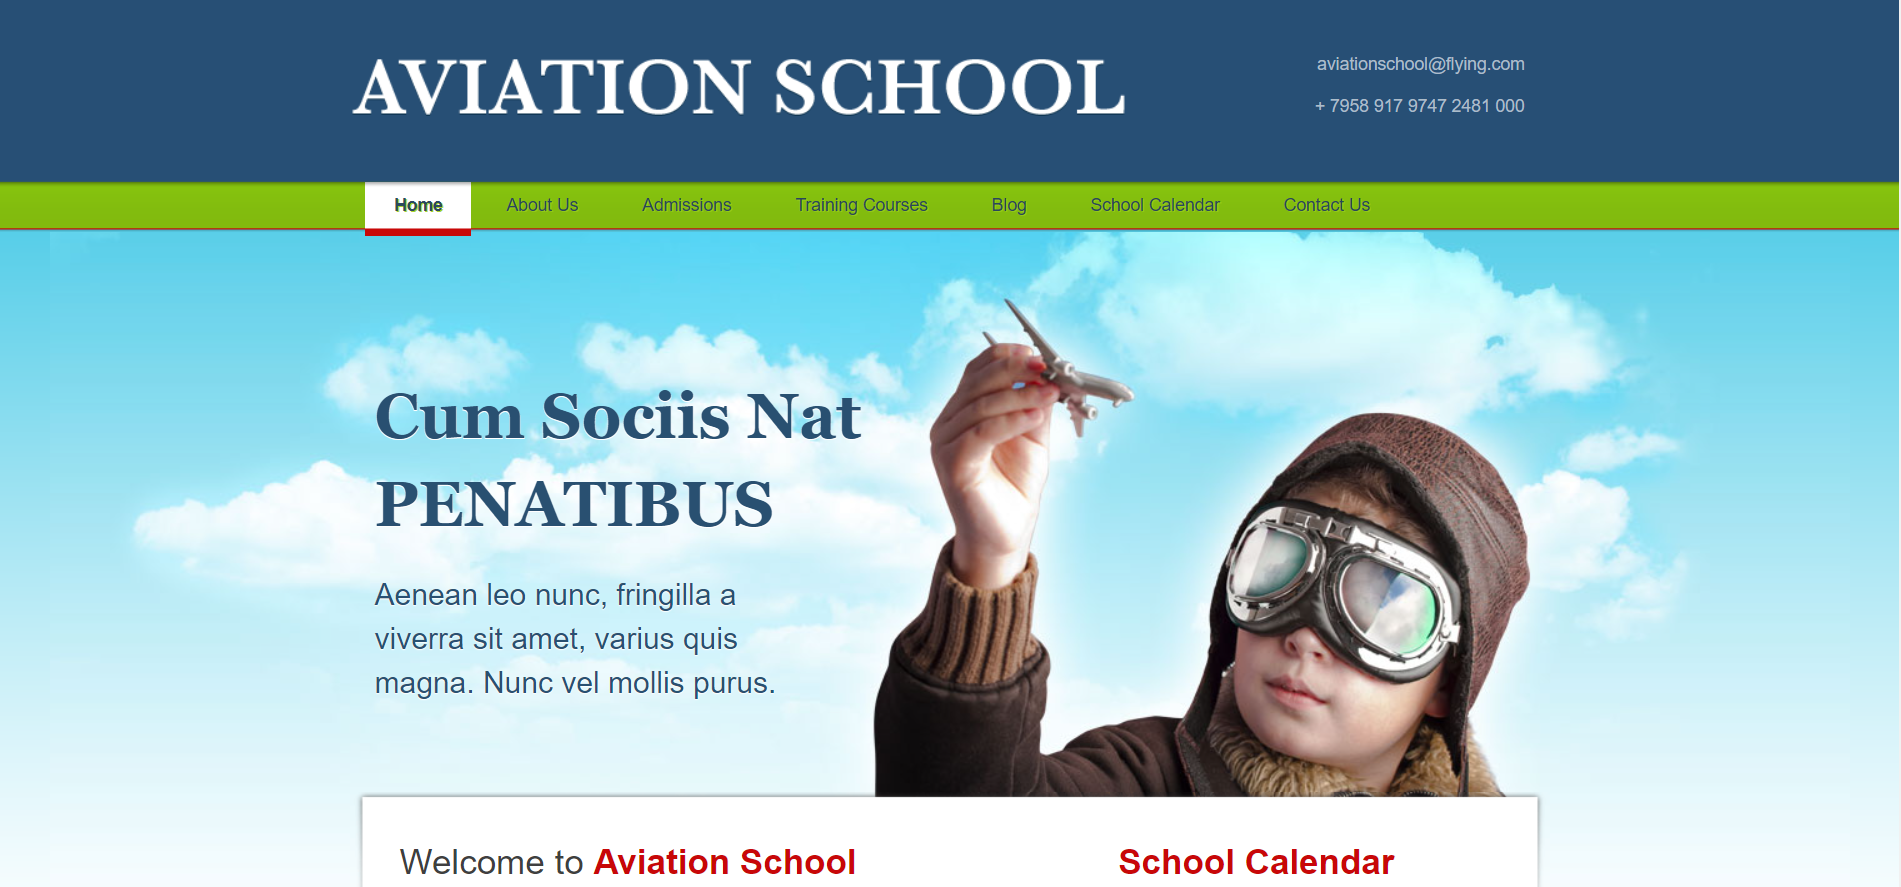 AVIATION SCHOOL
aviationschool@flying.com
+ 7958 917 9747 2481 000
Home About Us Admissions Training Courses Blog School Calendar Contact Us
Cum Sociis Nat
PENATIBUS
Aenean leo nunc, fringilla a
viverra sit amet, varius quis
magna. Nunc vel mollis purus.
Welcome to Aviation School
School Calendar